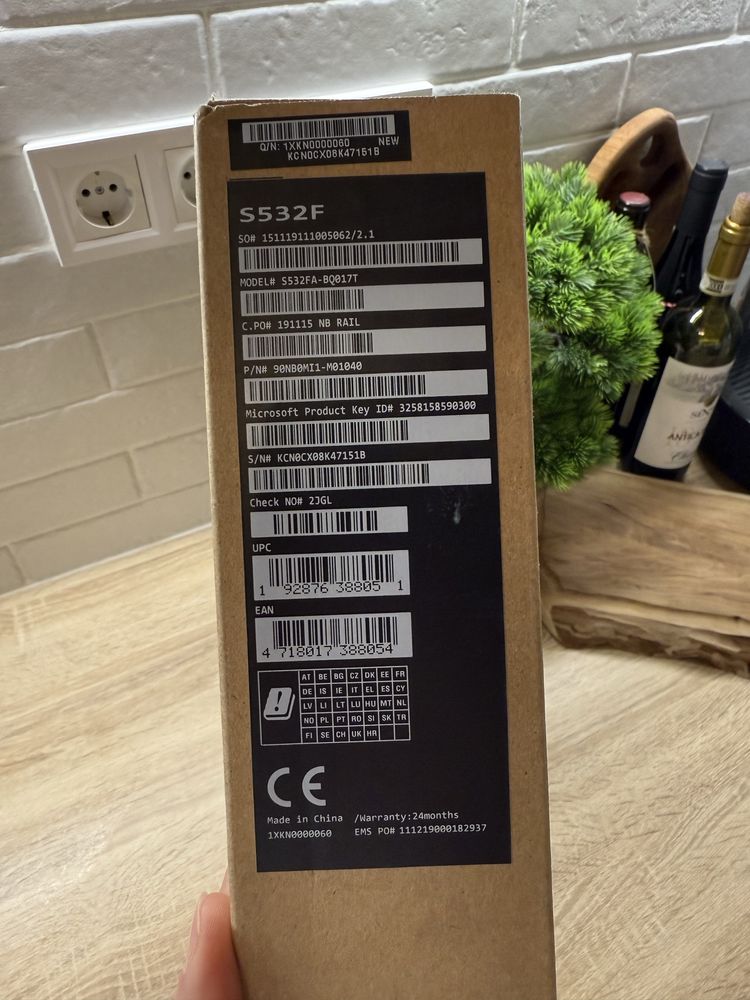 Q/N: 1XKN0000060 NEW
KCN0CX08K47151B
S532F
SO# 151119111005062/2.1
MODEL# S532FA-BQ017T
C.PO# 191115 NB RAIL
P/N# 90NB0MI1-M01040
Microsoft Product Key ID# 3258158590300
S/N# KCN0CX08K47151B
Check NO# 2JGL
UPC
1 92876 38805 1
EAN
4 718017 388054
AT BE BG CZ DK EE FR
DE IS IE IT EL ES CY
LV LI LT LU HU MT NL
NO PL PT RO SI SK TR
FI SE CH UK HR
CE
Made in China /Warranty:24months
1XKN0000060 EMS PO# 111219000182937